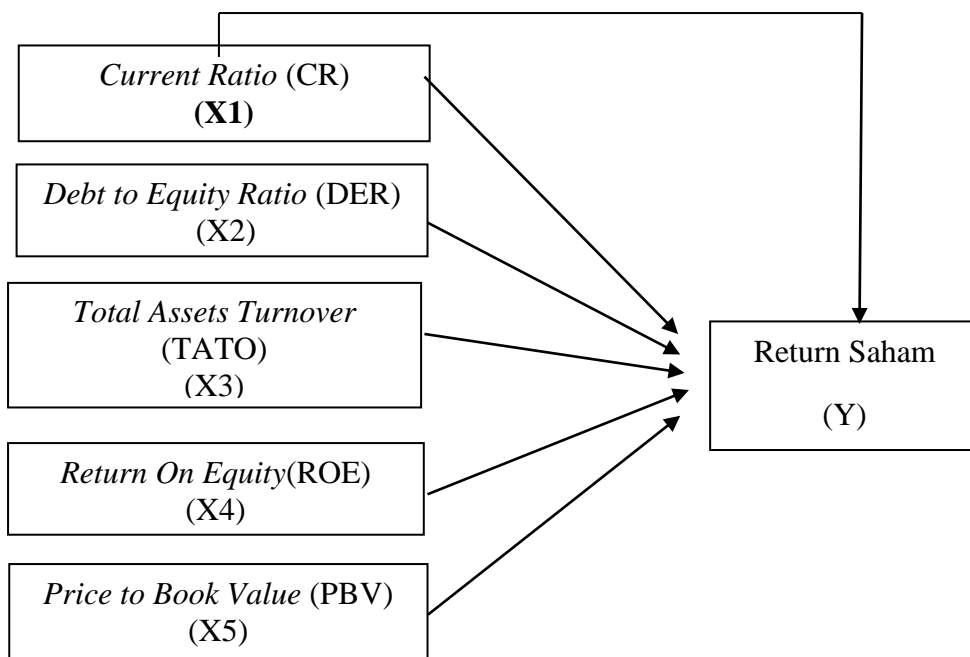 Current Ratio (CR)
(X1)
Debt to Equity Ratio (DER)
(X2)
Total Assets Turnover
(TATO)
(X3)
Return Saham
(Y)
Return On Equity(ROE)
(X4)
Price to Book Value (PBV)
(X5)